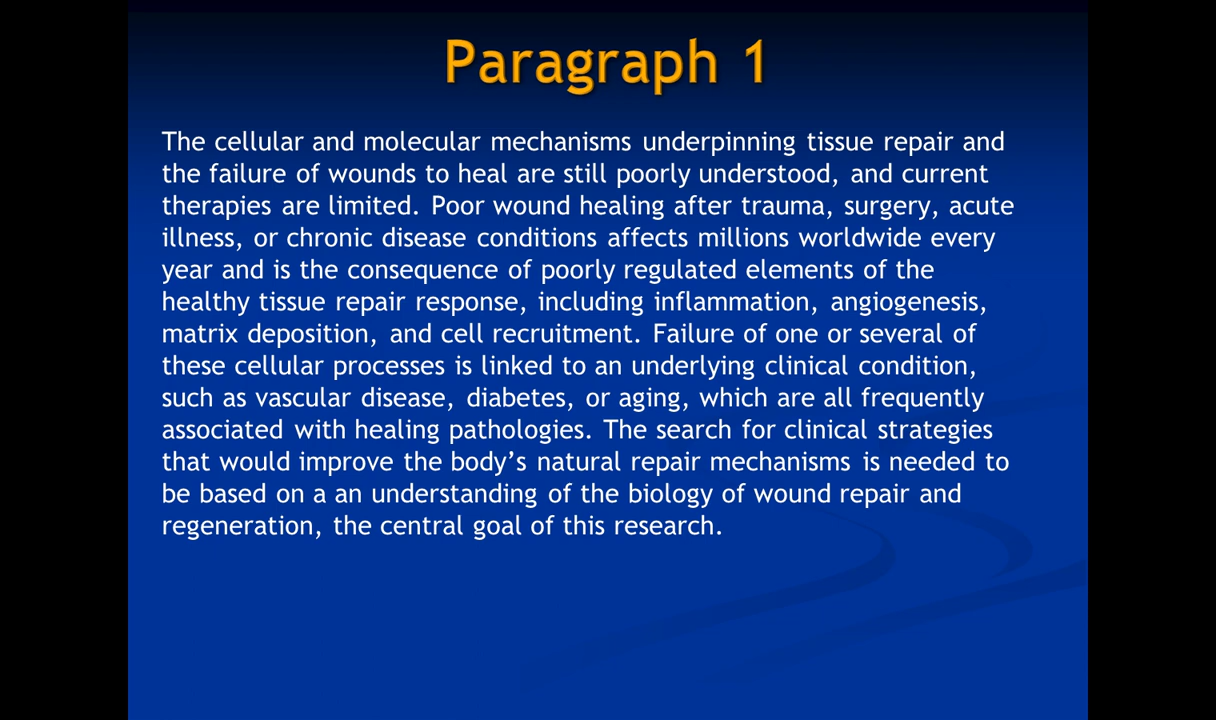 Paragraph 1
The cellular and molecular mechanisms underpinning tissue repair and
the failure of wounds to heal are still poorly understood, and current
therapies are limited. Poor wound healing after trauma, surgery, acute
illness, or chronic disease conditions affects millions worldwide every
year and is the consequence of poorly regulated elements of the
healthy tissue repair response, including inflammation, angiogenesis,
matrix deposition, and cell recruitment. Failure of one or several of
these cellular processes is linked to an underlying clinical condition,
such as vascular disease, diabetes, or aging, which are all frequently
associated with healing pathologies. The search for clinical strategies
that would improve the body’s natural repair mechanisms is needed to
be based on a an understanding of the biology of wound repair and
regeneration, the central goal of this research.